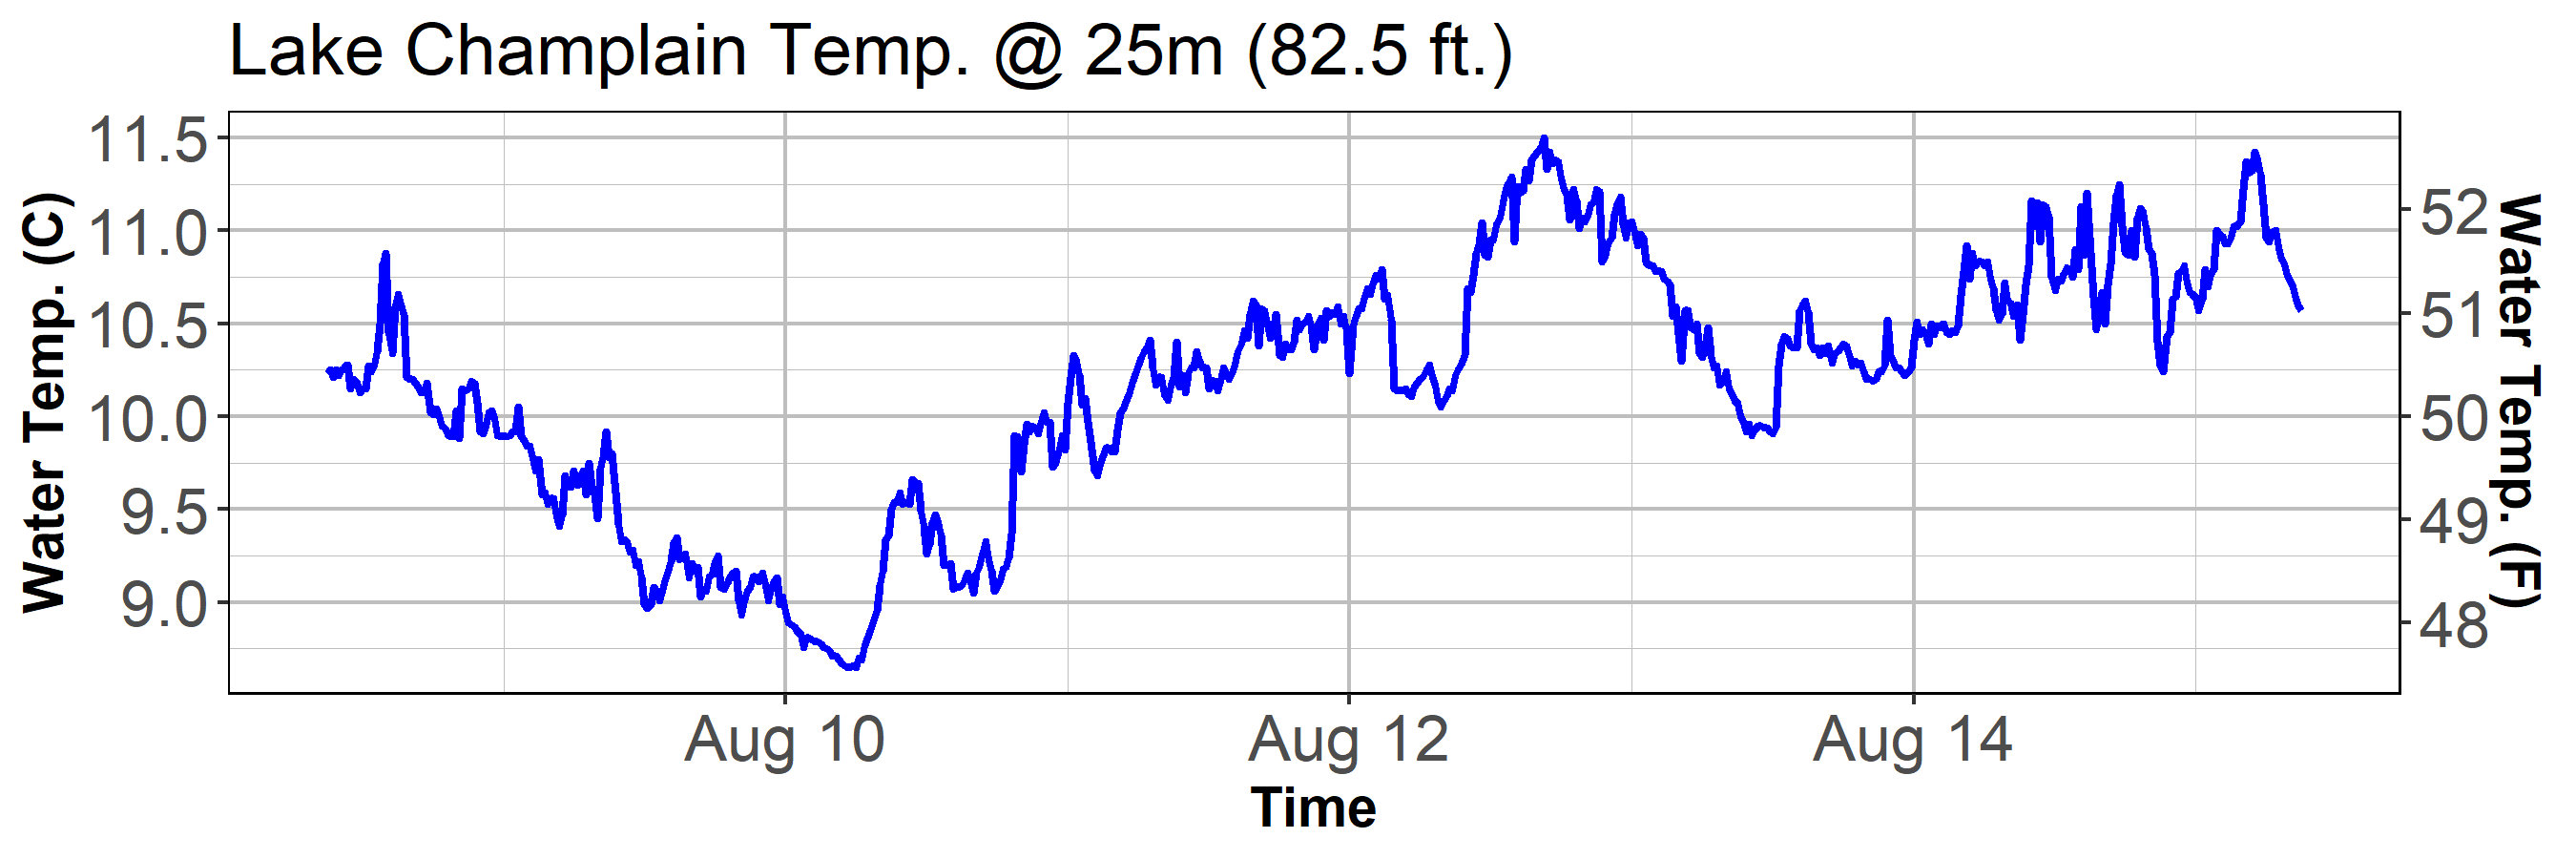 Lake Champlain Temp. @ 25m (82.5 ft.)
Water Temp. (C)
11.5
11.0
10.5
10.0
9.5
9.0
52
51
50
49
48
Water Temp. (F)
Aug 10
Aug 12
Aug 14
Time